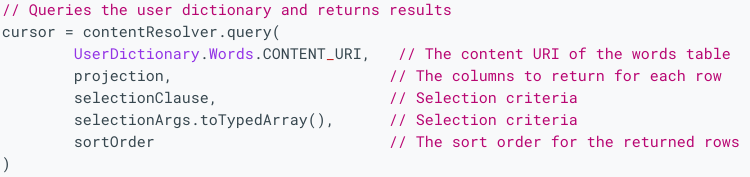 // Queries the user dictionary and returns results
cursor = contentResolver.query(
        UserDictionary.Words.CONTENT_URI,   // The content URI of the words table
        projection,                        // The columns to return for each row
        selectionClause,                   // Selection criteria
        selectionArgs.toTypedArray(),      // Selection criteria
        sortOrder                          // The sort order for the returned rows
)